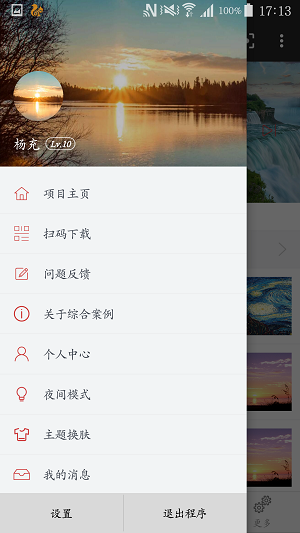 100% 17:13
杨充 Lv.10
项目主页
扫码下载
问题反馈
关于综合案例
个人中心
夜间模式
主题换肤
我的消息
设置 退出程序 更多